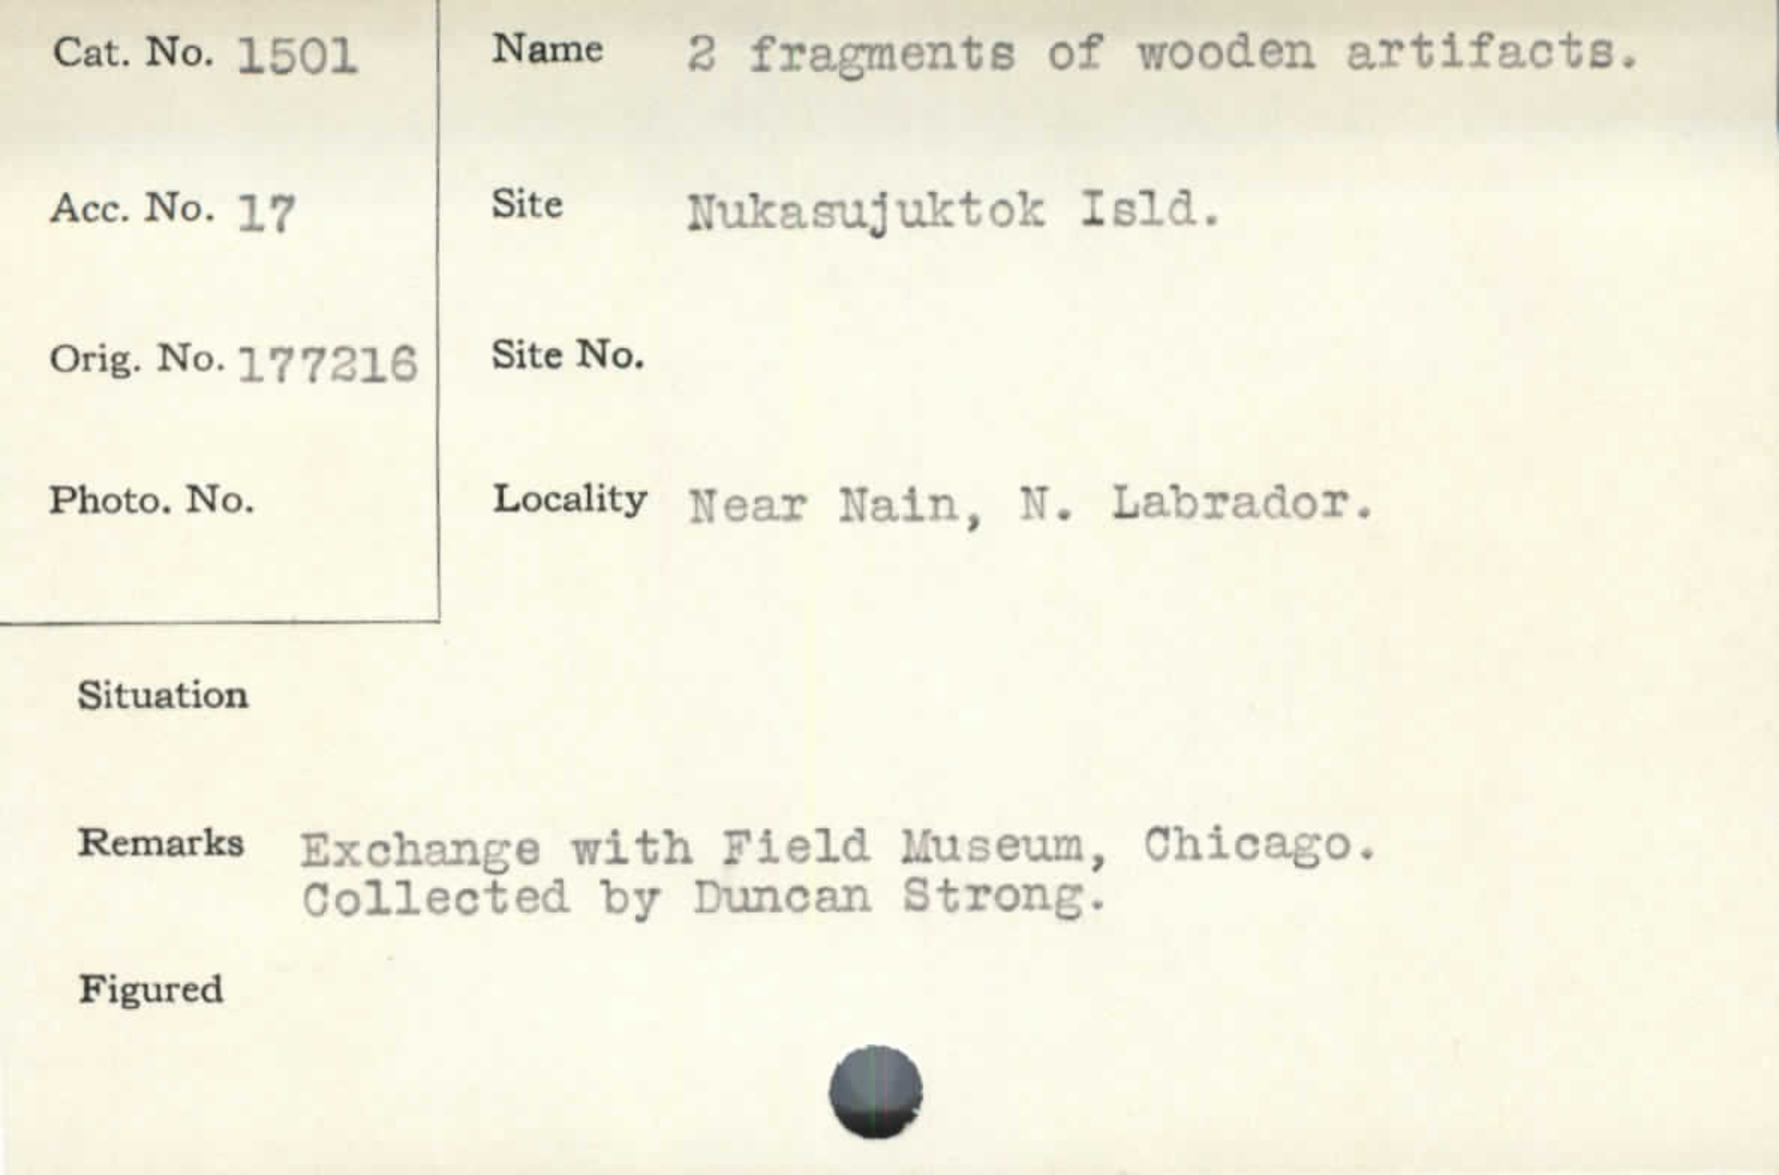 Cat. No. 1501
Acc. No. 17
Orig. No. 177216
Photo. No.
Name 2 fragments of wooden artifacts.
Site Nukasujuktok Isld.
Site No.
Locality Near Nain, N. Labrador.
Situation
Remarks Exchange with Field Museum, Chicago.
Collected by Duncan Strong.
Figured